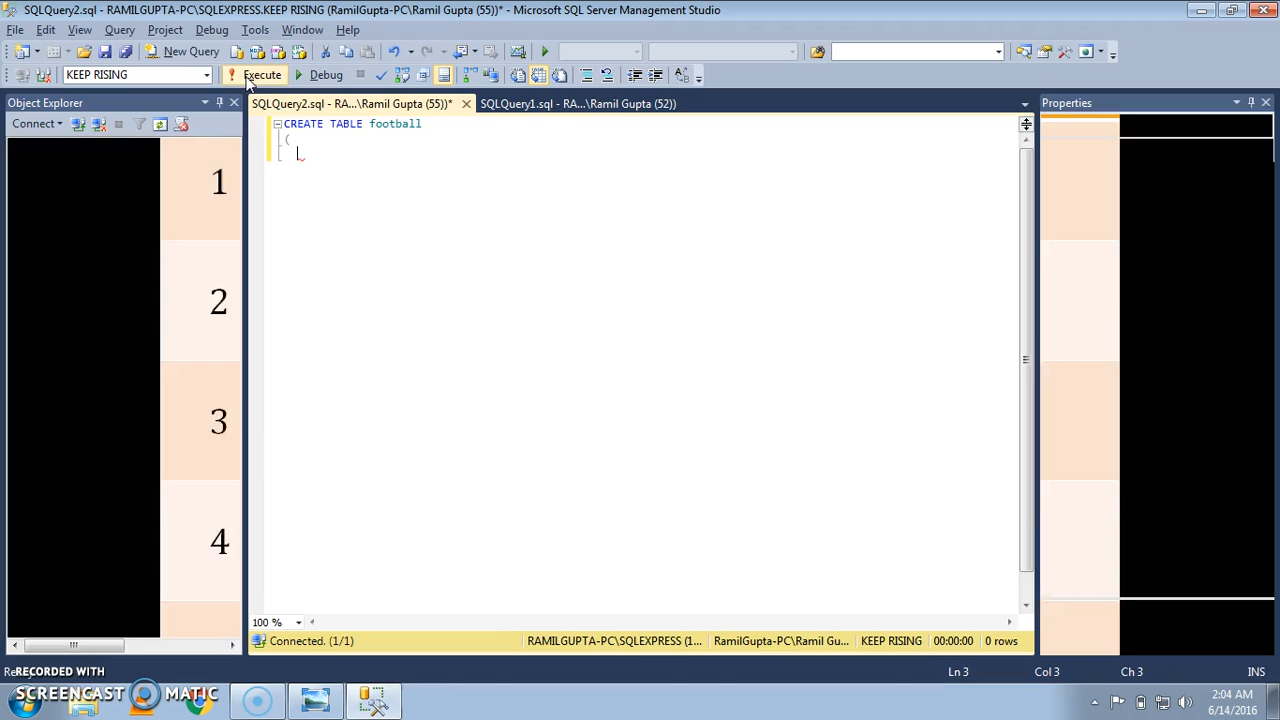 SQLQuery2.sql - RAMILGUPTA-PC\SQLEXPRESS.KEEP RISING (RamilGupta-PC\Ramil Gupta (55))* - Microsoft SQL Server Management Studio
File Edit View Query Project Debug Tools Window Help
New Query
KEEP RISING Execute Debug
Object Explorer
SQLQuery2.sql - RA...\Ramil Gupta (55))* SQLQuery1.sql - RA...\Ramil Gupta (52))
Properties
Connect
CREATE TABLE football
(
1
2
3
4
100 %
Connected. (1/1) RAMILGUPTA-PC\SQLEXPRESS (1... RamilGupta-PC\Ramil Gu... KEEP RISING 00:00:00 0 rows
RECORDED WITH
Ln 3 Col 3 Ch 3 INS
SCREENCAST MATIC
2:04 AM
6/14/2016